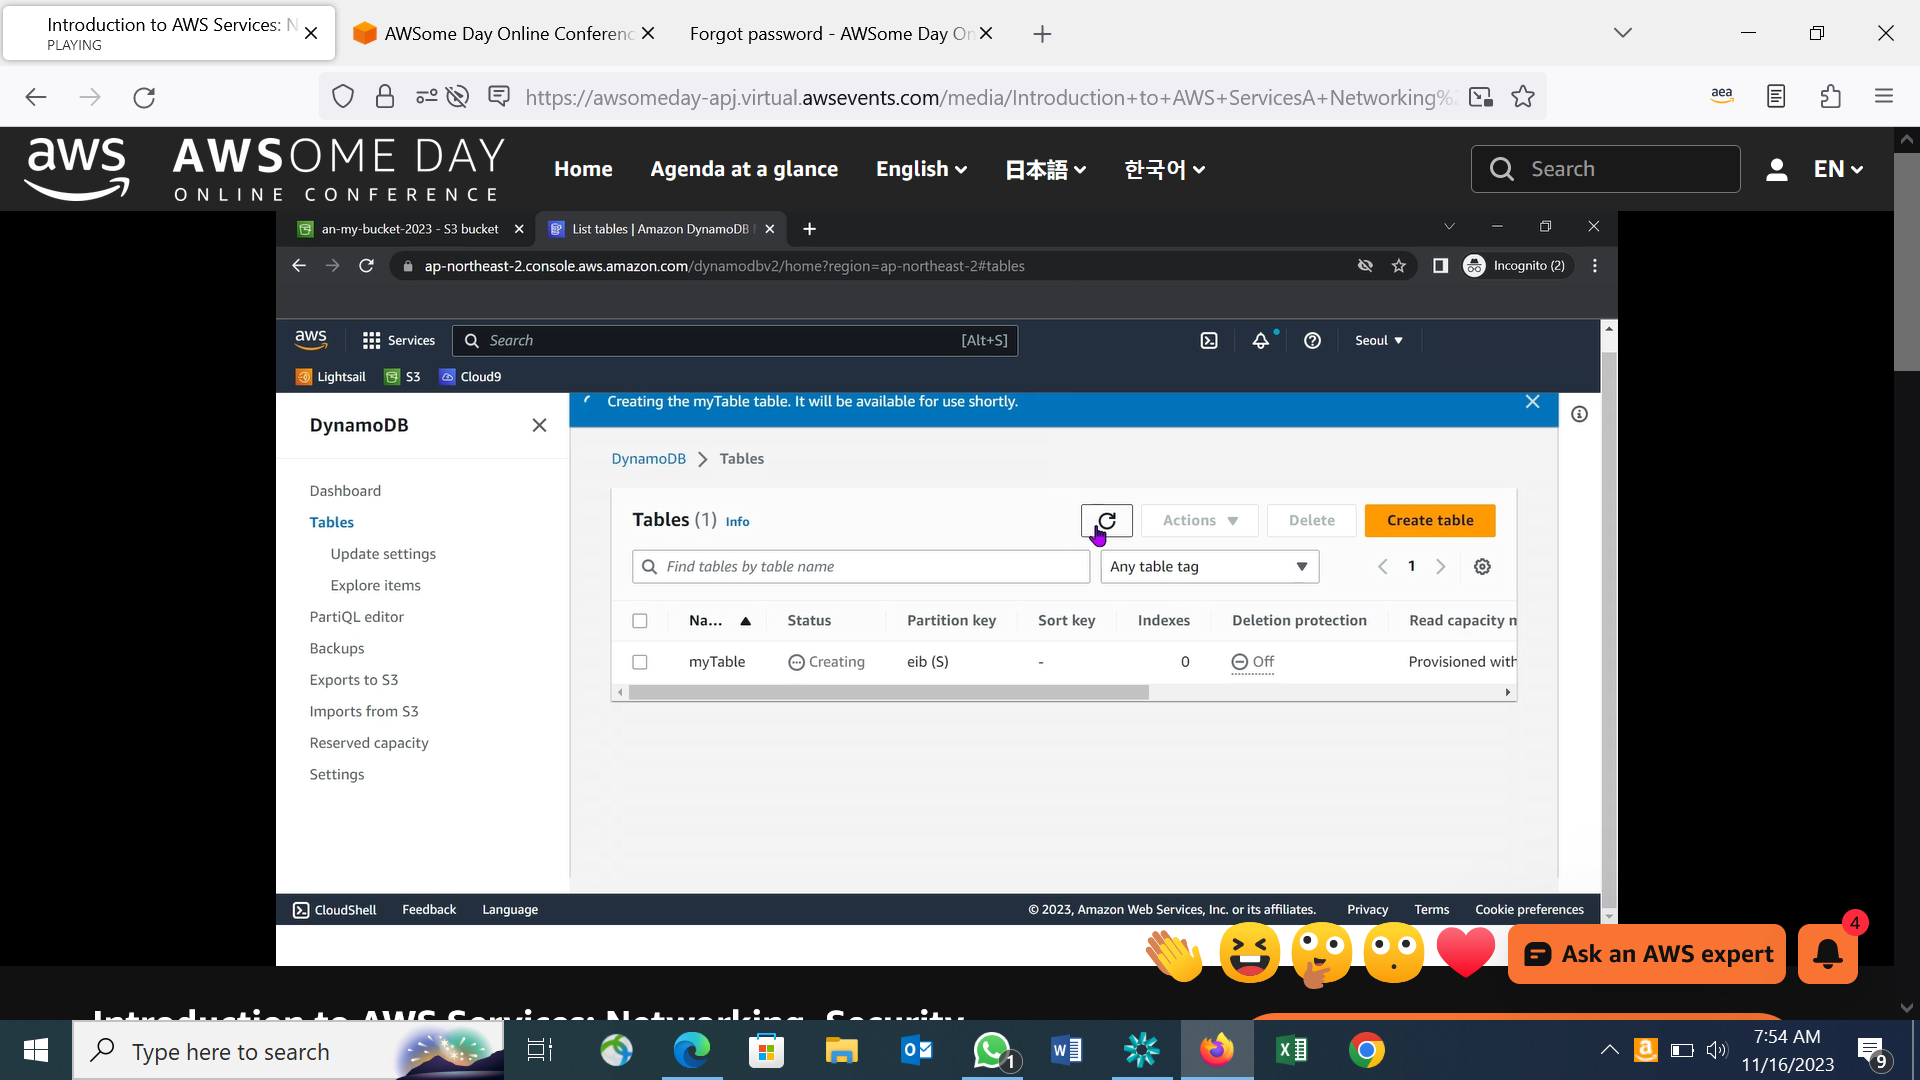 Introduction to AWS Services: N
PLAYING
AWSome Day Online Conferenc
Forgot password - AWSome Day On
https://awsomeday-apj.virtual.awsevents.com/media/Introduction+to+AWS+ServicesA+Networking%
aea
aws
AWSOME DAY
ONLINE CONFERENCE
Home
Agenda at a glance
English
日本語
한국어
Search
EN
an-my-bucket-2023 - S3 bucket
List tables | Amazon DynamoDB
ap-northeast-2.console.aws.amazon.com/dynamodbv2/home?region=ap-northeast-2#tables
Incognito (2)
aws
Services
Search
[Alt+S]
Seoul
Lightsail
S3
Cloud9
DynamoDB
Creating the myTable table. It will be available for use shortly.
DynamoDB
Tables
Dashboard
Tables
Update settings
Explore items
PartiQL editor
Backups
Exports to S3
Imports from S3
Reserved capacity
Settings
Tables (1) Info
Actions
Delete
Create table
Find tables by table name
Any table tag
1
Na...
Status
Partition key
Sort key
Indexes
Deletion protection
Read capacity m
myTable
Creating
eib (S)
-
0
Off
Provisioned with
CloudShell
Feedback
Language
© 2023, Amazon Web Services, Inc. or its affiliates.
Privacy
Terms
Cookie preferences
Ask an AWS expert
4
Introduction to AWS Services: Networking, Security
Type here to search
1
7:54 AM
11/16/2023
9